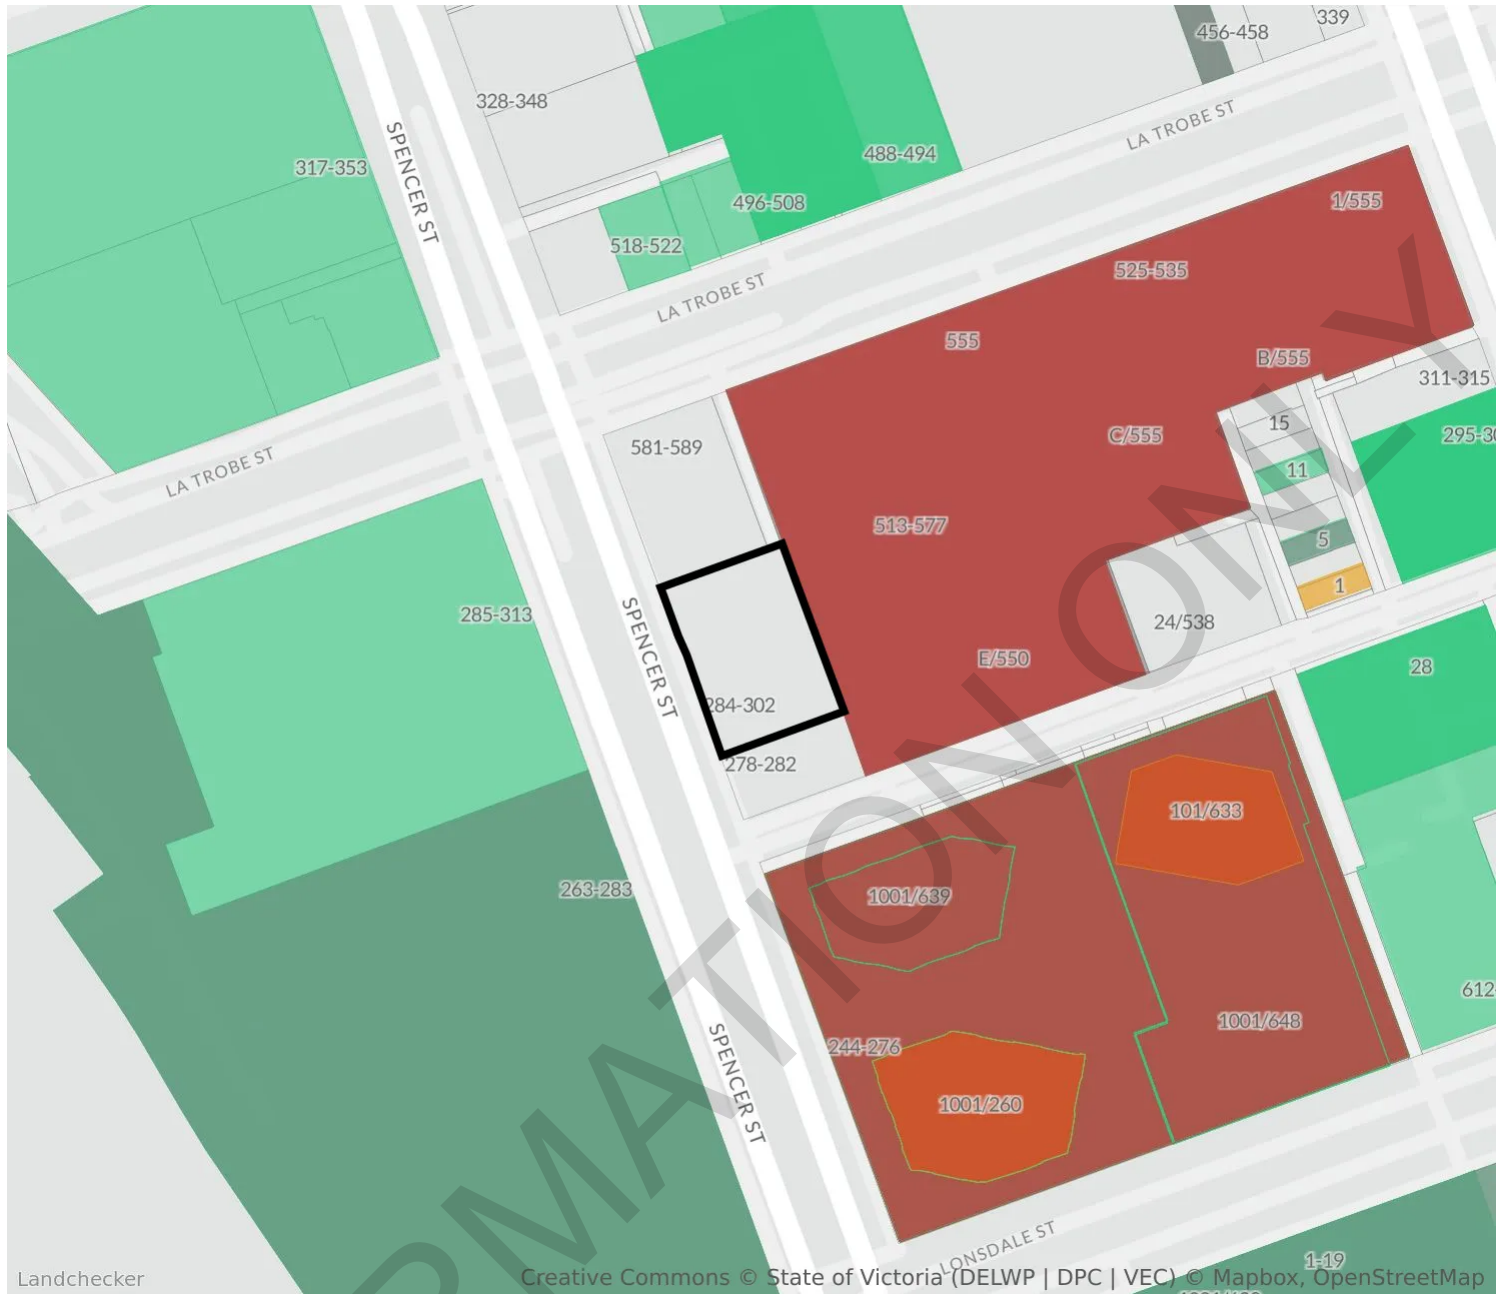 339
456-458
328-348
LA TROBE ST
488-494
317-353
SPENCER ST
496-508
1/555
518-522
525-535
LA TROBE ST
555
B/555
311-315
15
C/555
581-589
LA TROBE ST
11
513-577
5
1
285-313
SPENCER ST
24/538
E/550
28
284-302
278-282
101/633
263-283
1001/639
612-
1001/648
244-276
SPENCER ST
1001/260
LONSDALE ST
1-19
RMATION ONLY
Landchecker
Creative Commons © State of Victoria (DELWP | DPC | VEC) © Mapbox, OpenStreetMap